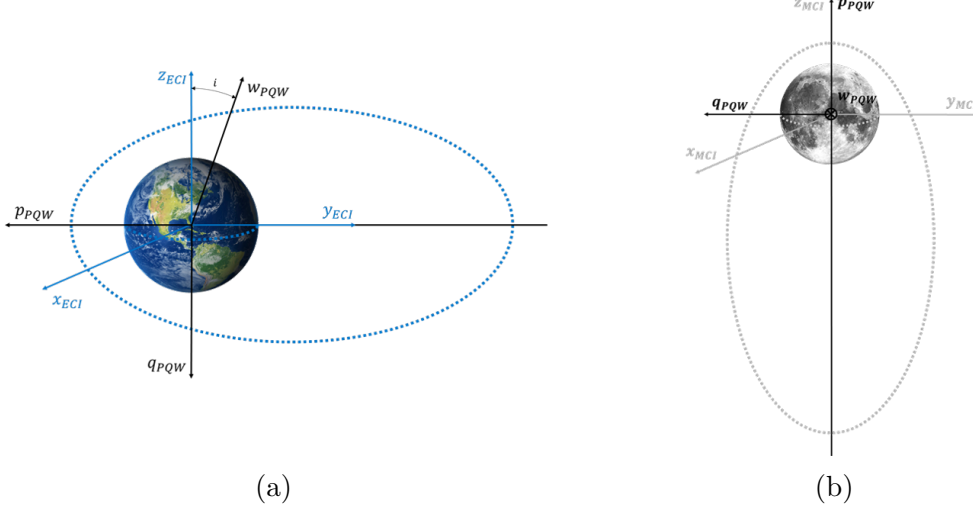 z_ECI
i
w_PQW
p_PQW
y_ECI
x_ECI
q_PQW
(a)
z_MCI
p_PQW
q_PQW
w_PQW
y_MC
x_MCI
(b)